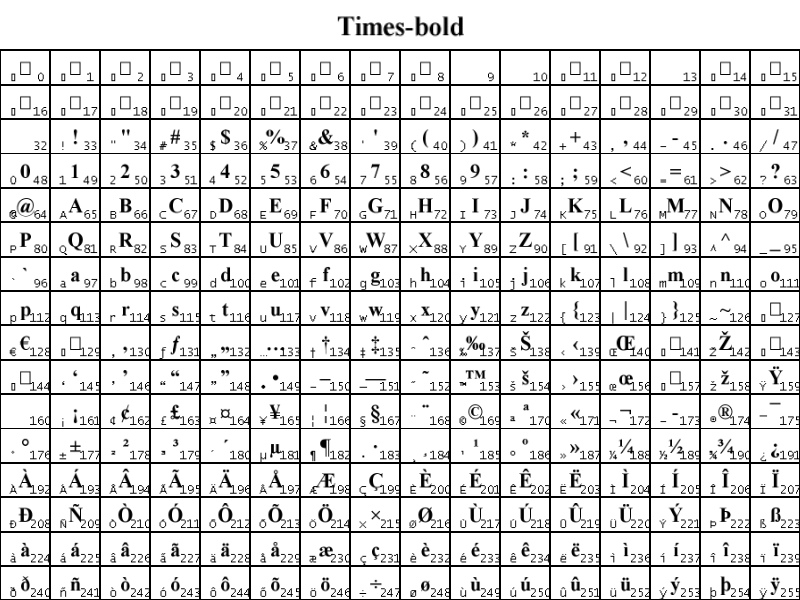 Times-bold
0 1 2 3 4 5 6 7 8 9 10 11 12 13 14 15
16 17 18 19 20 21 22 23 24 25 26 27 28 29 30 31
32 ! ! 33 " " 34 # # 35 $ $ 36 % % 37 & & 38 ' ' 39 ( ( 40 ) ) 41 * * 42 + + 43 , , 44 - - 45 . . 46 / / 47
0 0 48 1 1 49 2 2 50 3 3 51 4 4 52 5 5 53 6 6 54 7 7 55 8 8 56 9 9 57 : : 58 ; ; 59 < < 60 = = 61 > > 62 ? ? 63
@ @ 64 A A 65 B B 66 C C 67 D D 68 E E 69 F F 70 G G 71 H H 72 I I 73 J J 74 K K 75 L L 76 M M 77 N N 78 O O 79
P P 80 Q Q 81 R R 82 S S 83 T T 84 U U 85 V V 86 W W 87 X X 88 Y Y 89 Z Z 90 [ [ 91 \ \ 92 ] ] 93 ^ ^ 94 _ _ 95
` ` 96 a a 97 b b 98 c c 99 d d 100 e e 101 f f 102 g g 103 h h 104 i i 105 j j 106 k k 107 l l 108 m m 109 n n 110 o o 111
p p 112 q q 113 r r 114 s s 115 t t 116 u u 117 v v 118 w w 119 x x 120 y y 121 z z 122 { { 123 | | 124 } } 125 ~ ~ 126 127
€ € 128 129 ‚ ‚ 130 ƒ ƒ 131 „ „ 132 … … 133 † † 134 ‡ ‡ 135 ˆ ˆ 136 ‰ ‰ 137 Š Š 138 ‹ ‹ 139 Œ Œ 140 141 Ž Ž 142 143
144 ‘ ‘ 145 ’ ’ 146 “ “ 147 ” ” 148 • • 149 – – 150 — — 151 ˜ ˜ 152 ™ ™ 153 š š 154 › › 155 œ œ 156 157 ž ž 158 Ÿ Ÿ 159
160 ¡ ¡ 161 ¢ ¢ 162 £ £ 163 ¤ ¤ 164 ¥ ¥ 165 ¦ ¦ 166 § § 167 ¨ ¨ 168 © © 169 ª ª 170 « « 171 ¬ ¬ 172 - - 173 ® ® 174 ¯ ¯ 175
° ° 176 ± ± 177 ² ² 178 ³ ³ 179 ´ ´ 180 µ µ 181 ¶ ¶ 182 · · 183 ¸ ¸ 184 ¹ ¹ 185 º º 186 » » 187 ¼ ¼ 188 ½ ½ 189 ¾ ¾ 190 ¿ ¿ 191
À À 192 Á Á 193 Â Â 194 Ã Ã 195 Ä Ä 196 Å Å 197 Æ Æ 198 Ç Ç 199 È È 200 É É 201 Ê Ê 202 Ë Ë 203 Ì Ì 204 Í Í 205 Î Î 206 Ï Ï 207
Ð Ð 208 Ñ Ñ 209 Ò Ò 210 Ó Ó 211 Ô Ô 212 Õ Õ 213 Ö Ö 214 × × 215 Ø Ø 216 Ù Ù 217 Ú Ú 218 Û Û 219 Ü Ü 220 Ý Ý 221 Þ Þ 222 ß ß 223
à à 224 á á 225 â â 226 ã ã 227 ä ä 228 å å 229 æ æ 230 ç ç 231 è è 232 é é 233 ê ê 234 ë ë 235 ì ì 236 í í 237 î î 238 ï ï 239
ð ð 240 ñ ñ 241 ò ò 242 ó ó 243 ô ô 244 õ õ 245 ö ö 246 ÷ ÷ 247 ø ø 248 ù ù 249 ú ú 250 û û 251 ü ü 252 ý ý 253 þ þ 254 ÿ ÿ 255